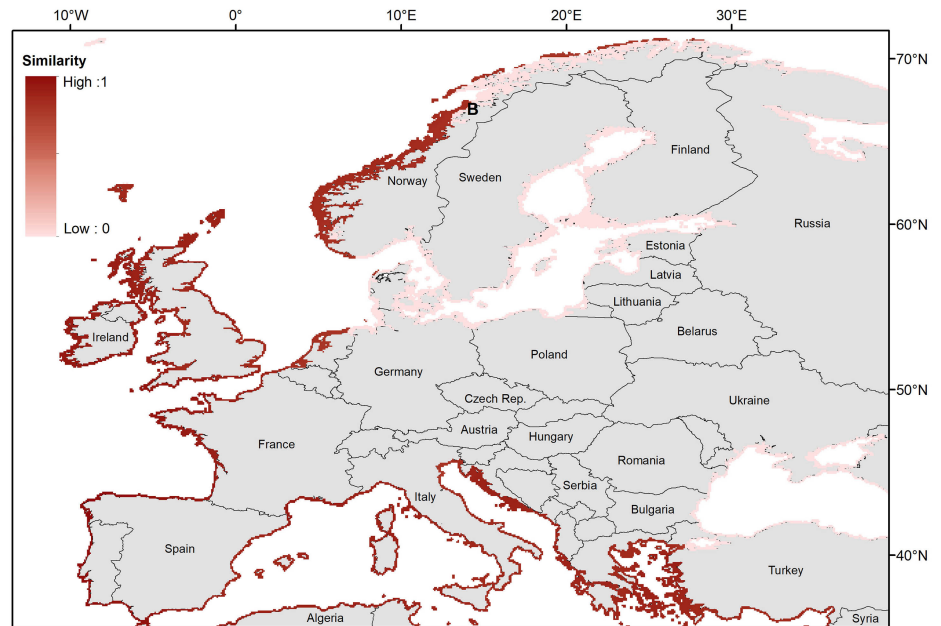 10°W 0° 10°E 20°E 30°E
Similarity
High :1
Low : 0
70°N
B
Finland
Norway
Sweden
Russia
60°N
Estonia
Latvia
Lithuania
Ireland
Belarus
Poland
Germany
50°N
Czech Rep.
Ukraine
Austria
Hungary
France
Romania
Serbia
Italy
Bulgaria
Spain
40°N
Turkey
Algeria
Syria